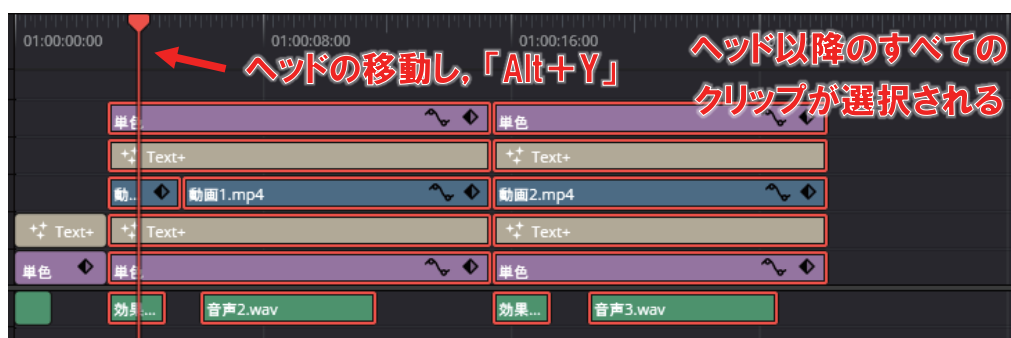 01:00:00:00 01:00:08:00 01:00:16:00
ヘッドの移動し,「Alt+Y」
ヘッド以降のすべての
クリップが選択される
単色 単色
Text+ Text+
動... 動画1.mp4 動画2.mp4
Text+ Text+ Text+
単色 単色 単色
効果... 音声2.wav 効果... 音声3.wav